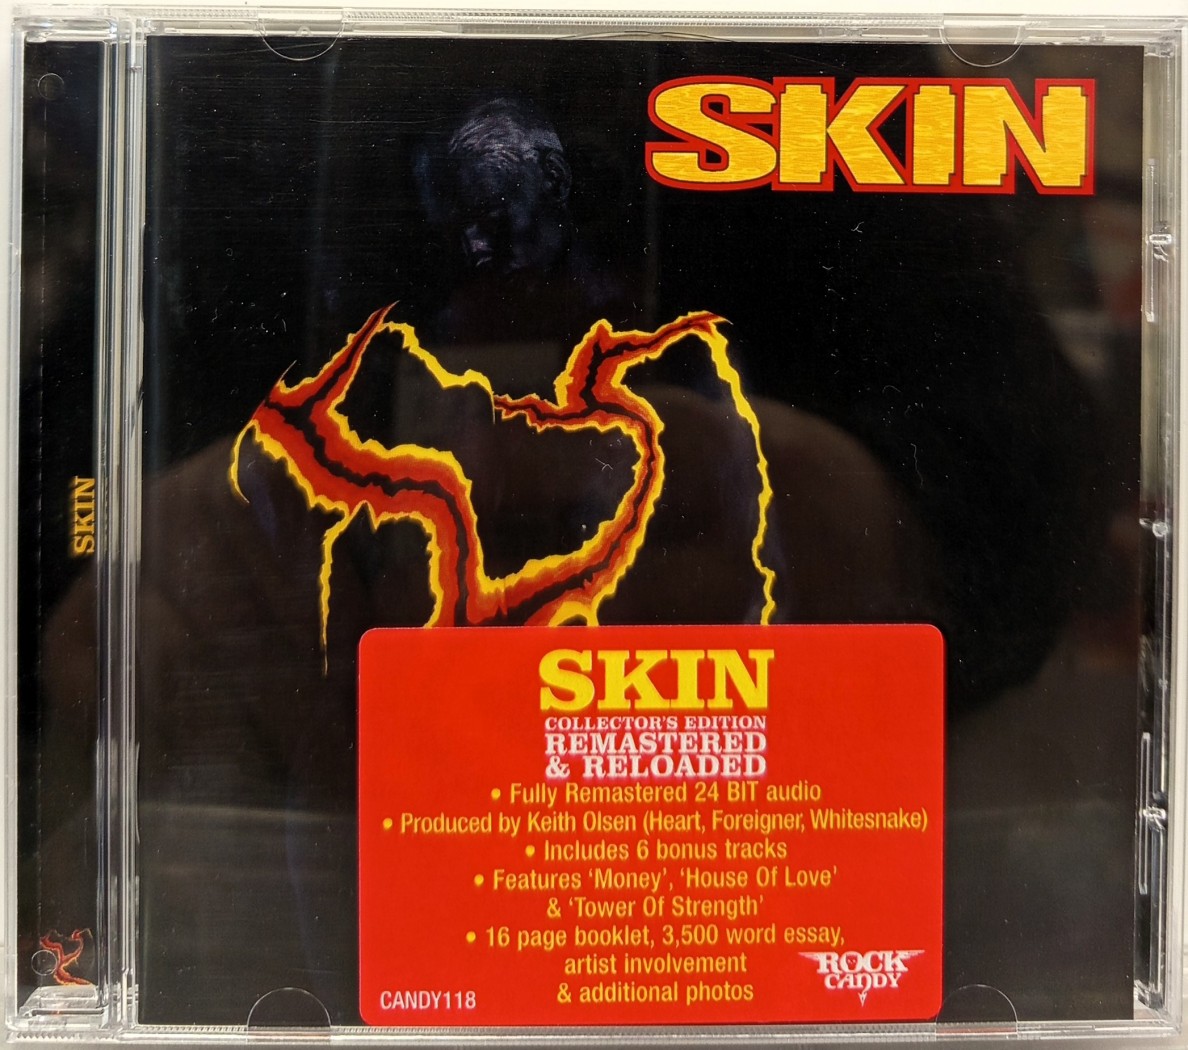 SKIN
SKIN
SKIN
COLLECTOR'S EDITION
REMASTERED
& RELOADED
• Fully Remastered 24 BIT audio
• Produced by Keith Olsen (Heart, Foreigner, Whitesnake)
• Includes 6 bonus tracks
• Features ‘Money’, ‘House Of Love’
& ‘Tower Of Strength’
• 16 page booklet, 3,500 word essay,
artist involvement
& additional photos
CANDY118
ROCK
CANDY